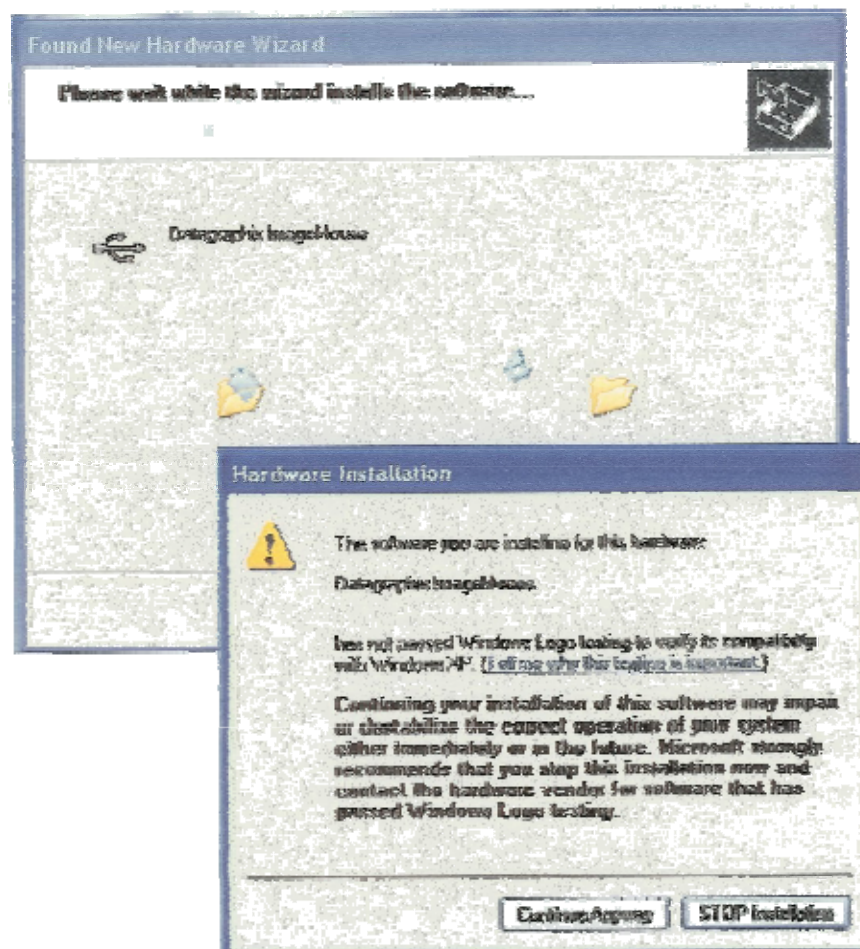 Found New Hardware Wizard
Please wait while the wizard installs the software...
Datagraphix ImageMouse
Hardware Installation
The software you are installing for this hardware:
Datagraphix ImageMouse
has not passed Windows Logo testing to verify its compatibility
with Windows XP. (Tell me why this testing is important.)
Continuing your installation of this software may impair
or destabilize the correct operation of your system
either immediately or in the future. Microsoft strongly
recommends that you stop this installation now and
contact the hardware vendor for software that has
passed Windows Logo testing.
Continue Anyway
STOP Installation